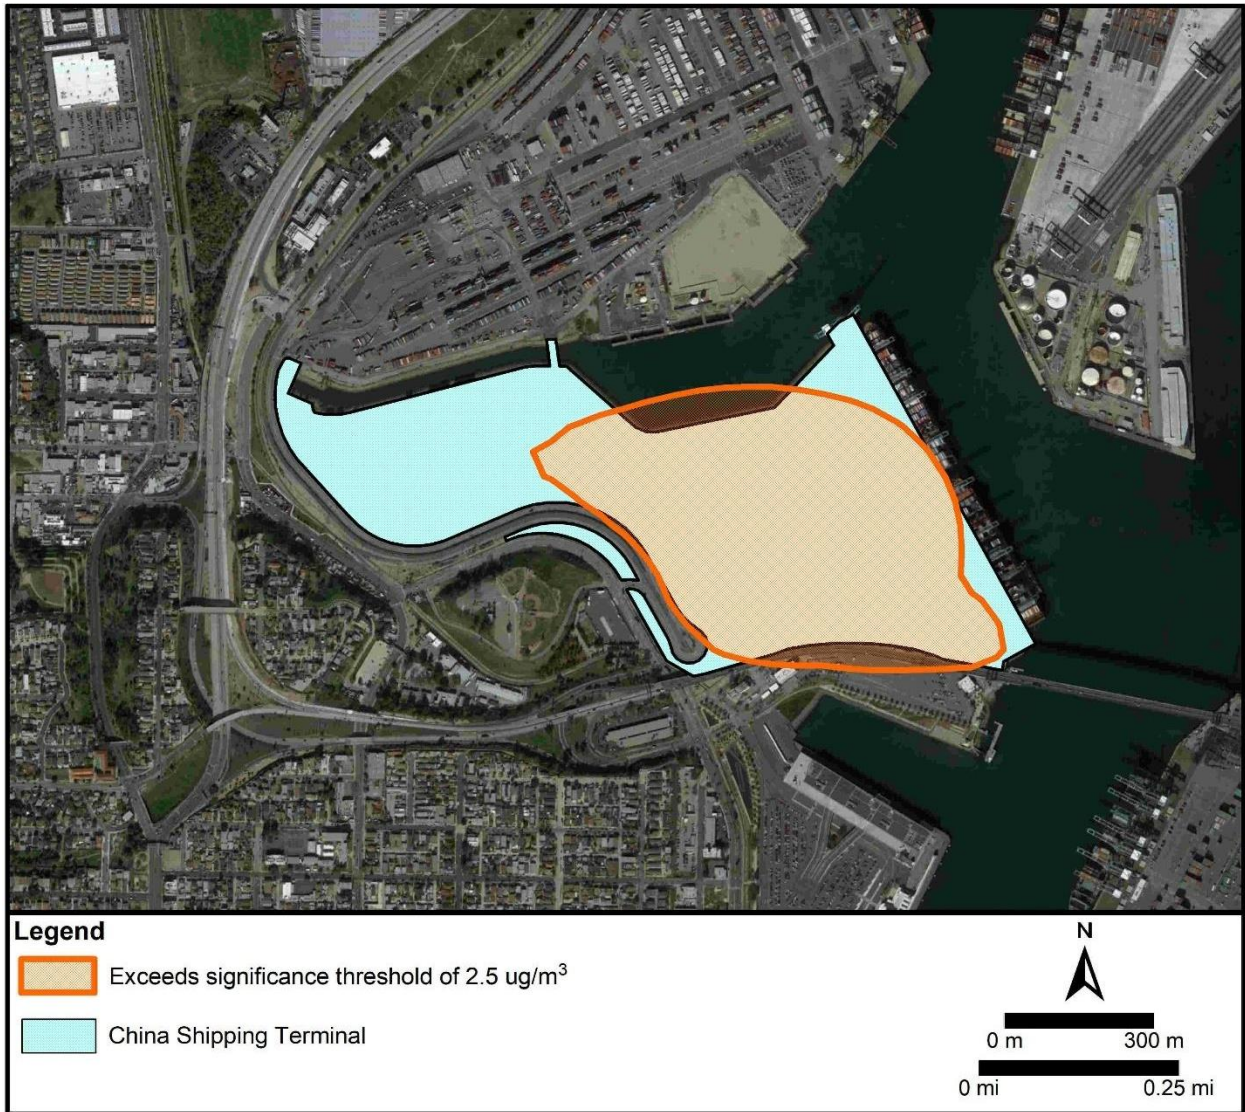 Legend
Exceeds significance threshold of 2.5 ug/m³
China Shipping Terminal
N
0 m 300 m
0 mi 0.25 mi